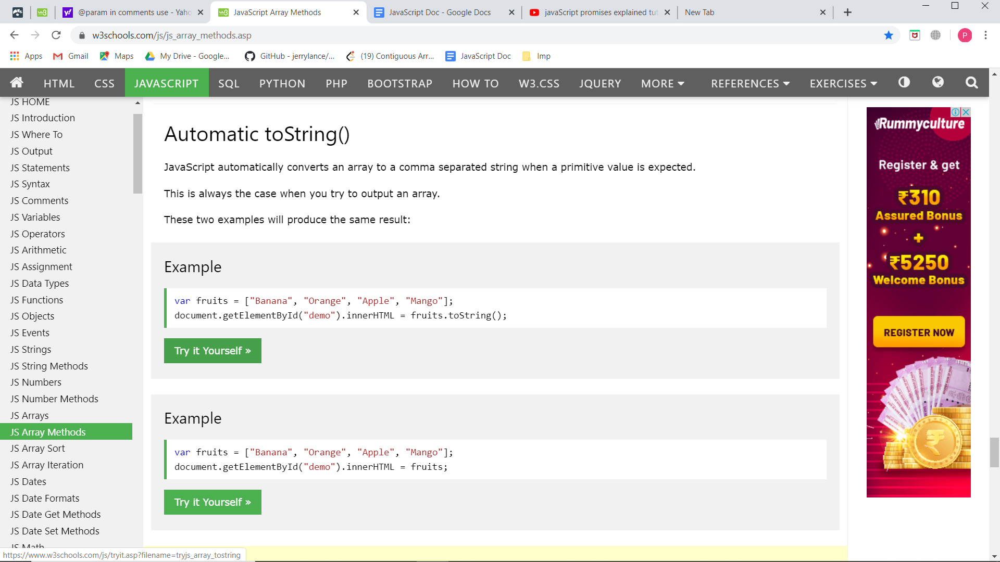 @param in comments use - Yaho
JavaScript Array Methods
JavaScript Doc - Google Docs
javaScript promises explained tut
New Tab
w3schools.com/js/js_array_methods.asp
P
Apps
Gmail
Maps
My Drive - Google...
GitHub - jerrylance/...
(19) Contiguous Arr...
JavaScript Doc
Imp
HTML
CSS
JAVASCRIPT
SQL
PYTHON
PHP
BOOTSTRAP
HOW TO
W3.CSS
JQUERY
MORE
REFERENCES
EXERCISES
JS HOME
JS Introduction
JS Where To
JS Output
JS Statements
JS Syntax
JS Comments
JS Variables
JS Operators
JS Arithmetic
JS Assignment
JS Data Types
JS Functions
JS Objects
JS Events
JS Strings
JS String Methods
JS Numbers
JS Number Methods
JS Arrays
JS Array Methods
JS Array Sort
JS Array Iteration
JS Dates
JS Date Formats
JS Date Get Methods
JS Date Set Methods
JS Math
Automatic toString()
JavaScript automatically converts an array to a comma separated string when a primitive value is expected.
This is always the case when you try to output an array.
These two examples will produce the same result:
Example
var fruits = ["Banana", "Orange", "Apple", "Mango"];
document.getElementById("demo").innerHTML = fruits.toString();
Try it Yourself »
Example
var fruits = ["Banana", "Orange", "Apple", "Mango"];
document.getElementById("demo").innerHTML = fruits;
Try it Yourself »
Rummyculture
Register & get
₹310
Assured Bonus
+
₹5250
Welcome Bonus
REGISTER NOW
https://www.w3schools.com/js/tryit.asp?filename=tryjs_array_tostring